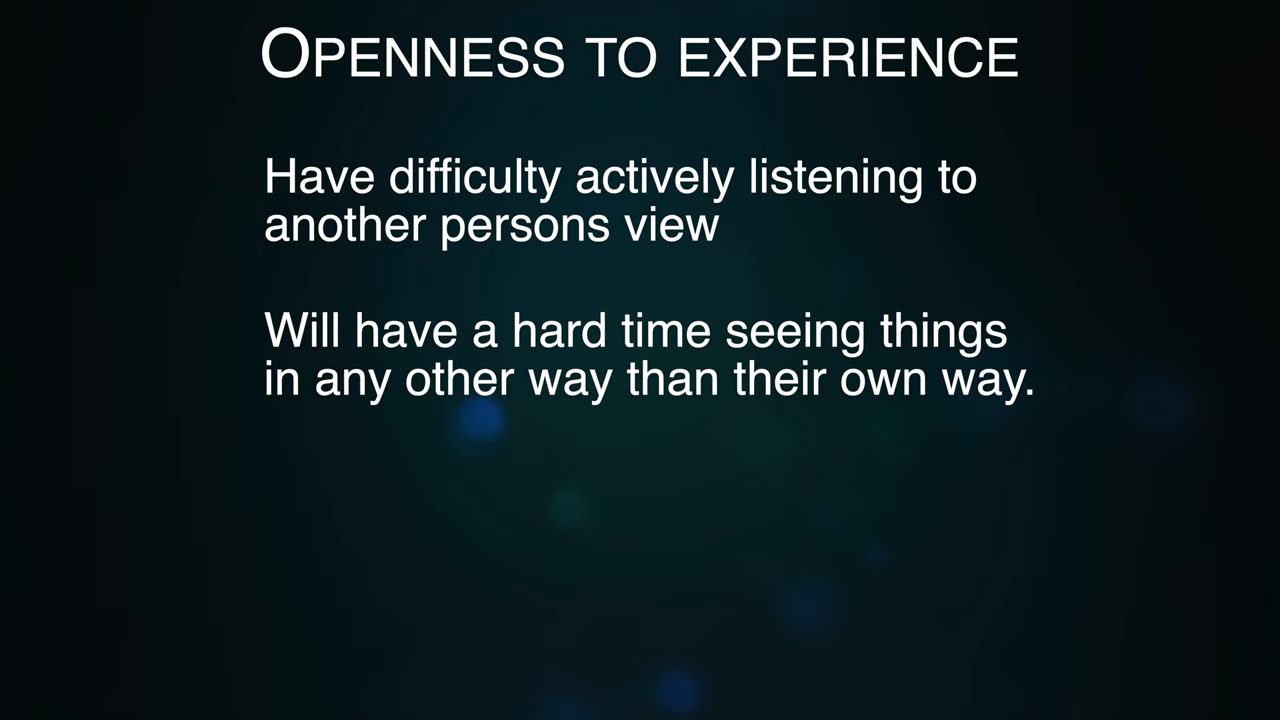 OPENNESS TO EXPERIENCE
Have difficulty actively listening to
another persons view
Will have a hard time seeing things
in any other way than their own way.